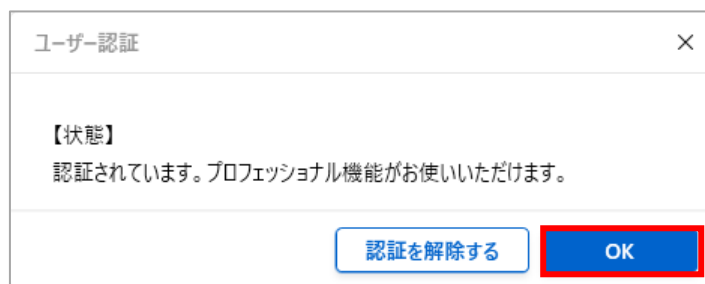 ユーザー認証
【状態】
認証されています。プロフェッショナル機能がお使いいただけます。
認証を解除する
OK